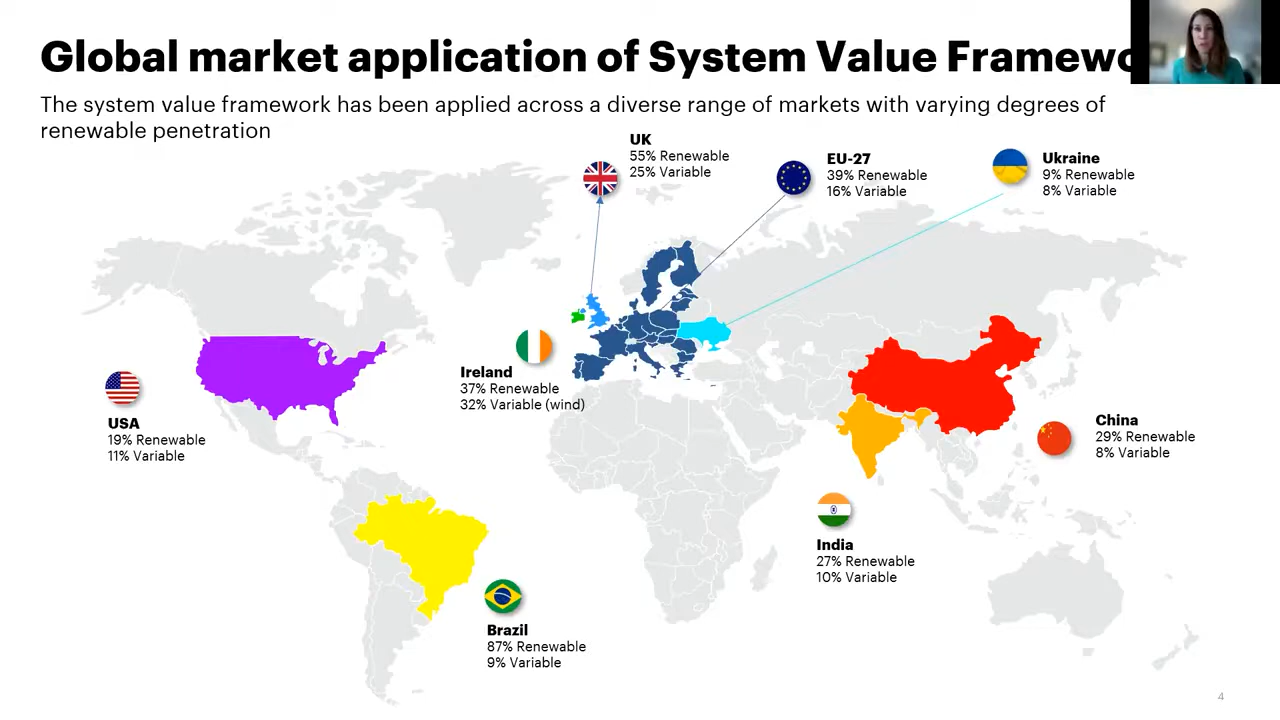 Global market application of System Value Framewo
The system value framework has been applied across a diverse range of markets with varying degrees of
renewable penetration
UK
55% Renewable
25% Variable
EU-27
39% Renewable
16% Variable
Ukraine
9% Renewable
8% Variable
Ireland
37% Renewable
32% Variable (wind)
USA
19% Renewable
11% Variable
China
29% Renewable
8% Variable
India
27% Renewable
10% Variable
Brazil
87% Renewable
9% Variable
4